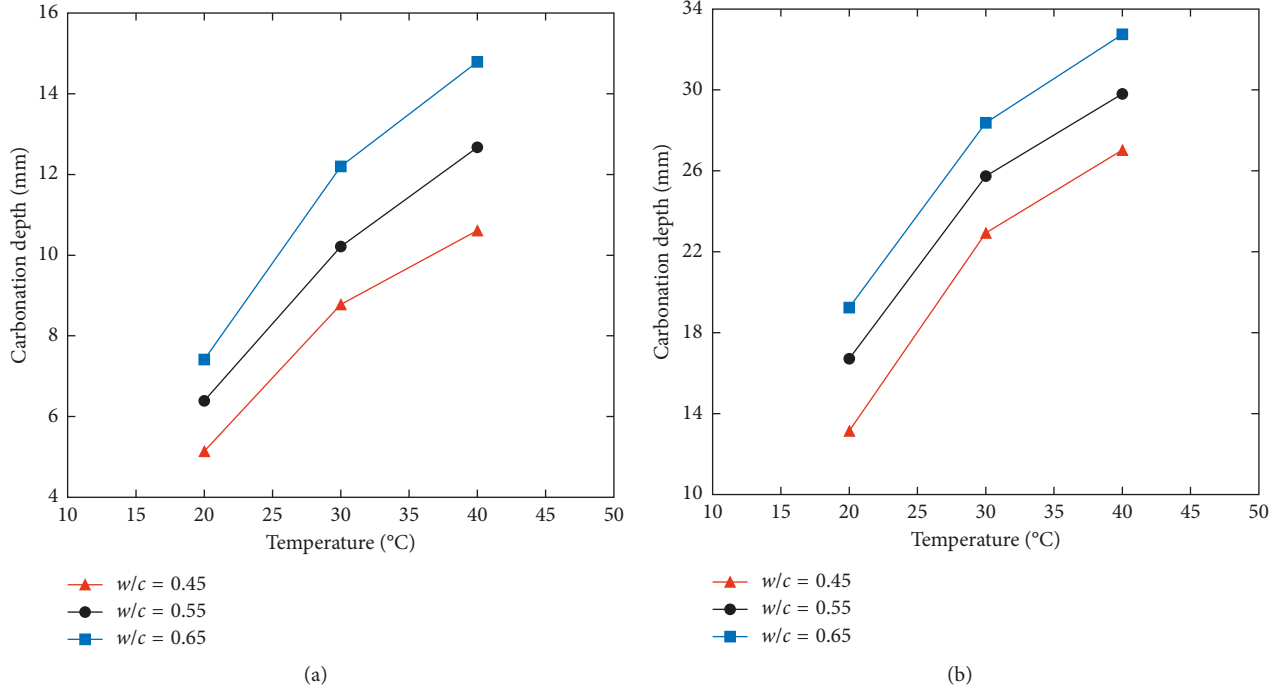 16
14
12
10
8
6
4
Carbonation depth (mm)
10 15 20 25 30 35 40 45 50
Temperature (°C)
w/c = 0.45
w/c = 0.55
w/c = 0.65
(a)
34
30
26
22
18
14
10
Carbonation depth (mm)
10 15 20 25 30 35 40 45 50
Temperature (°C)
w/c = 0.45
w/c = 0.55
w/c = 0.65
(b)